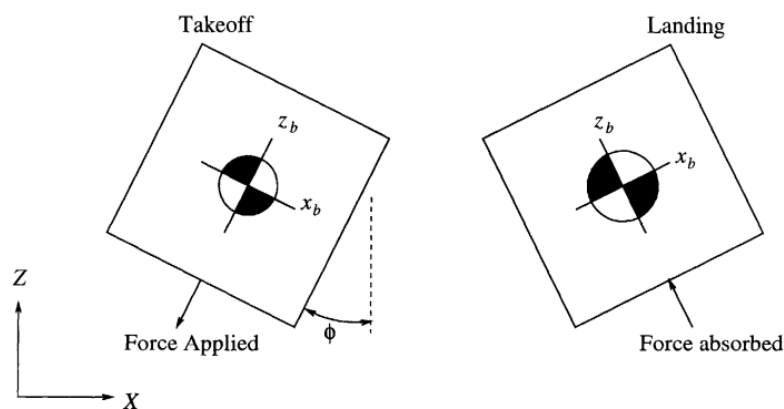 Takeoff
Landing
z_b
z_b
x_b
x_b
Z
Force Applied
ϕ
Force absorbed
X